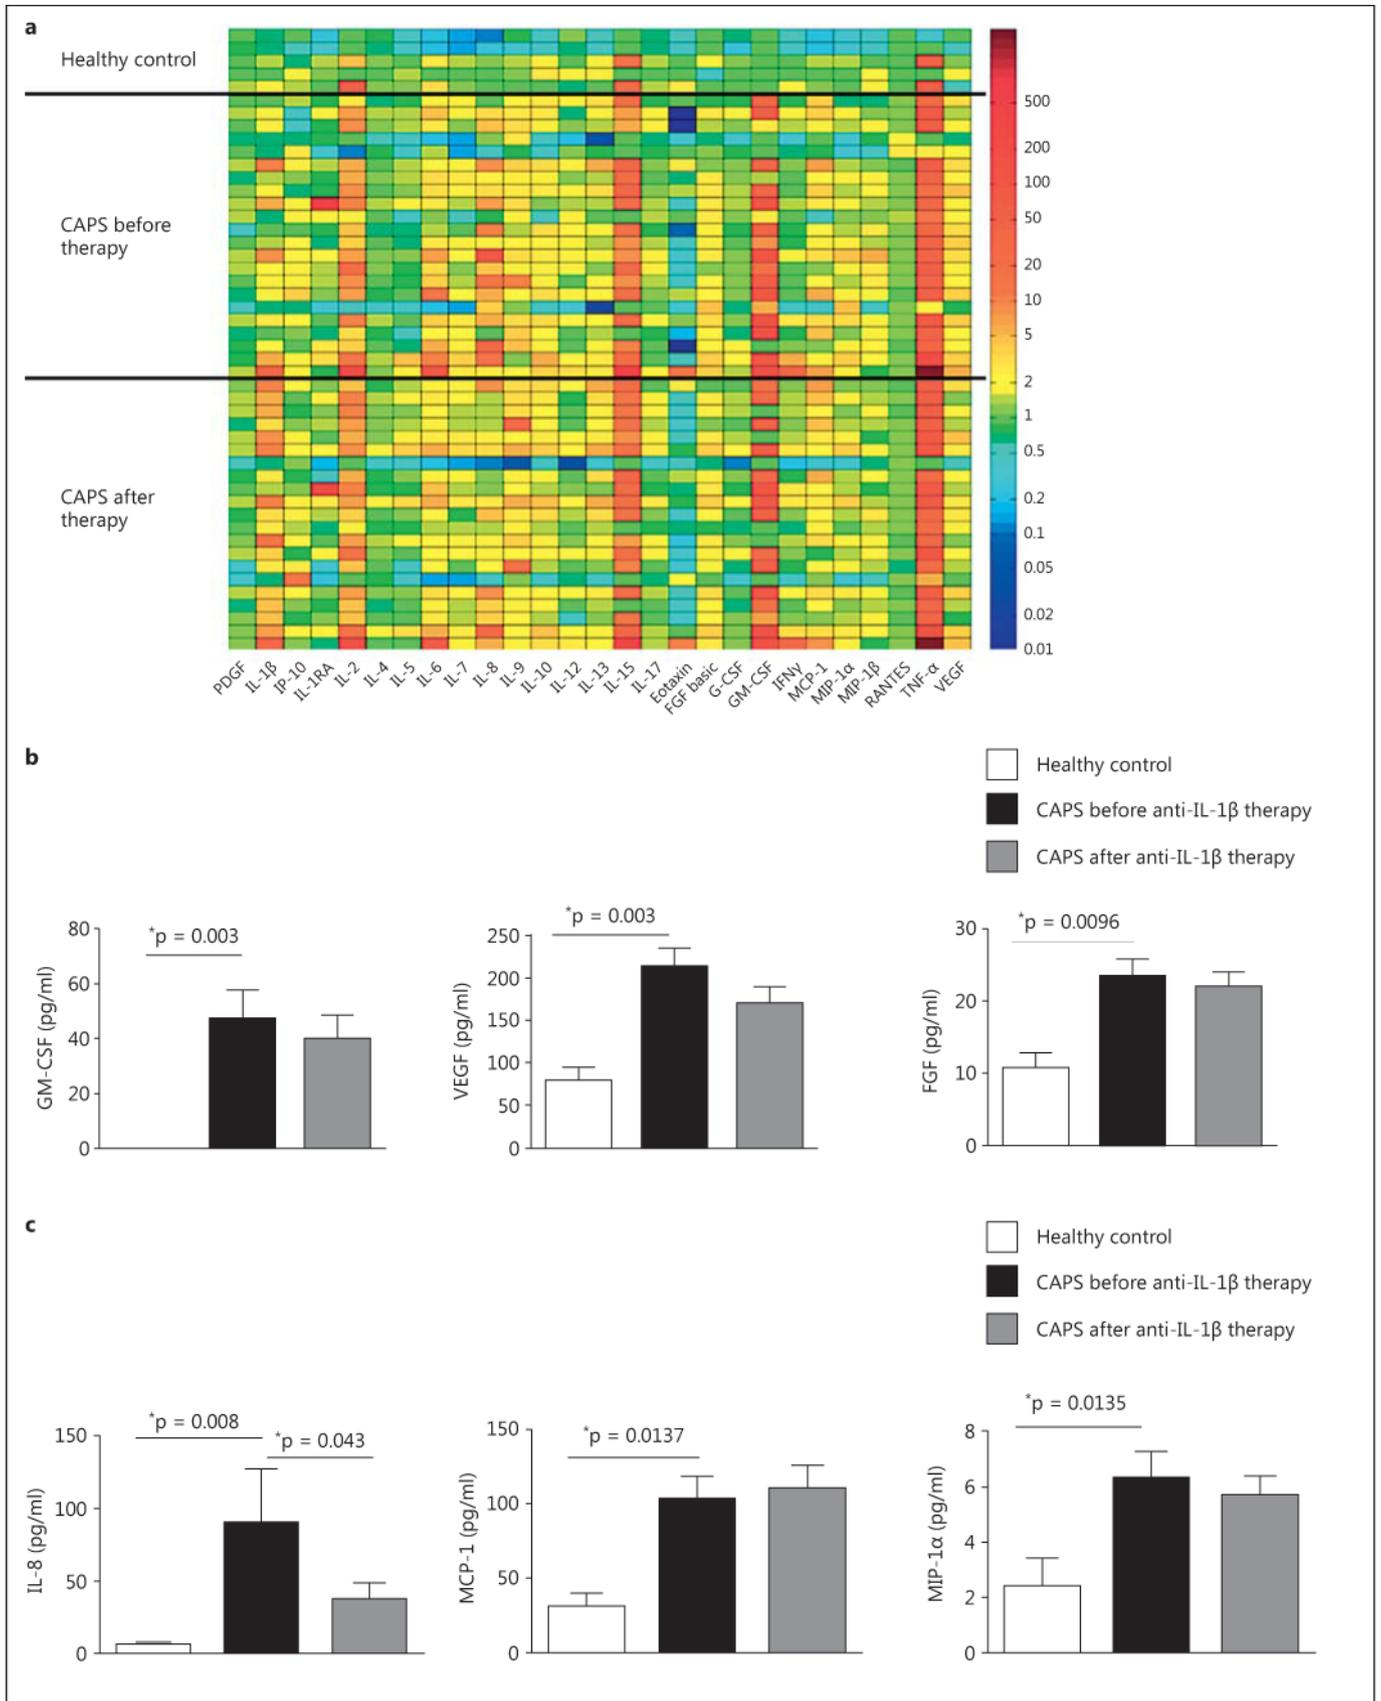 a
Healthy control
CAPS before
therapy
CAPS after
therapy
500
200
100
50
20
10
5
2
1
0.5
0.2
0.1
0.05
0.02
0.01
PDGF IL-1β IP-10 IL-1RA IL-2 IL-4 IL-5 IL-6 IL-7 IL-8 IL-9 IL-10 IL-12 IL-13 IL-15 IL-17 Eotaxin FGF basic G-CSF GM-CSF IFNγ MCP-1 MIP-1α MIP-1β RANTES TNF-α VEGF
b
Healthy control
CAPS before anti-IL-1β therapy
CAPS after anti-IL-1β therapy
GM-CSF (pg/ml)
80
60
40
20
0
*p = 0.003
VEGF (pg/ml)
250
200
150
100
50
0
*p = 0.003
FGF (pg/ml)
30
20
10
0
*p = 0.0096
c
Healthy control
CAPS before anti-IL-1β therapy
CAPS after anti-IL-1β therapy
IL-8 (pg/ml)
150
100
50
0
*p = 0.008
*p = 0.043
MCP-1 (pg/ml)
150
100
50
0
*p = 0.0137
MIP-1α (pg/ml)
8
6
4
2
0
*p = 0.0135